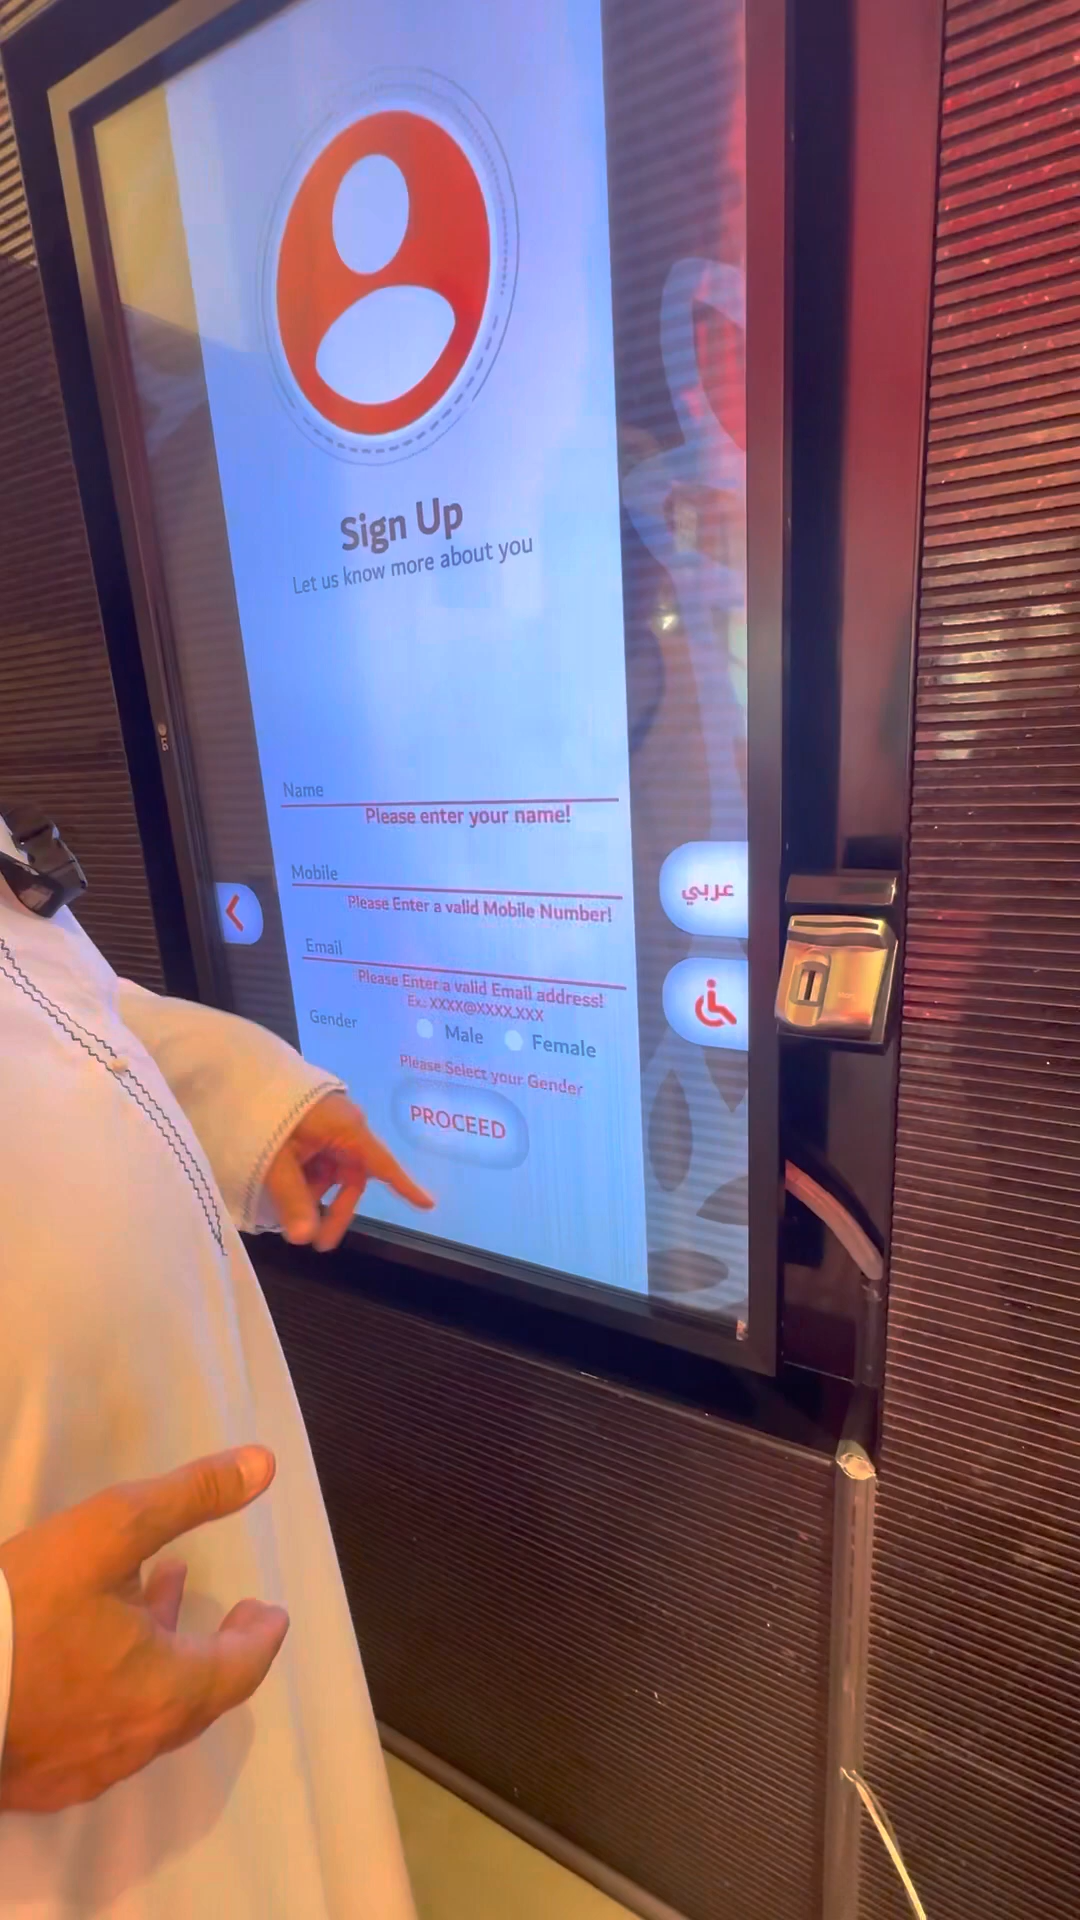 Sign Up
Let us know more about you
Name
Please enter your name!
Mobile
Please Enter a valid Mobile Number!
Email
Please Enter a valid Email address!
Ex.: XXXX@XXXX.XXX
Gender
Male
Female
Please Select your Gender
PROCEED
عربي
LG